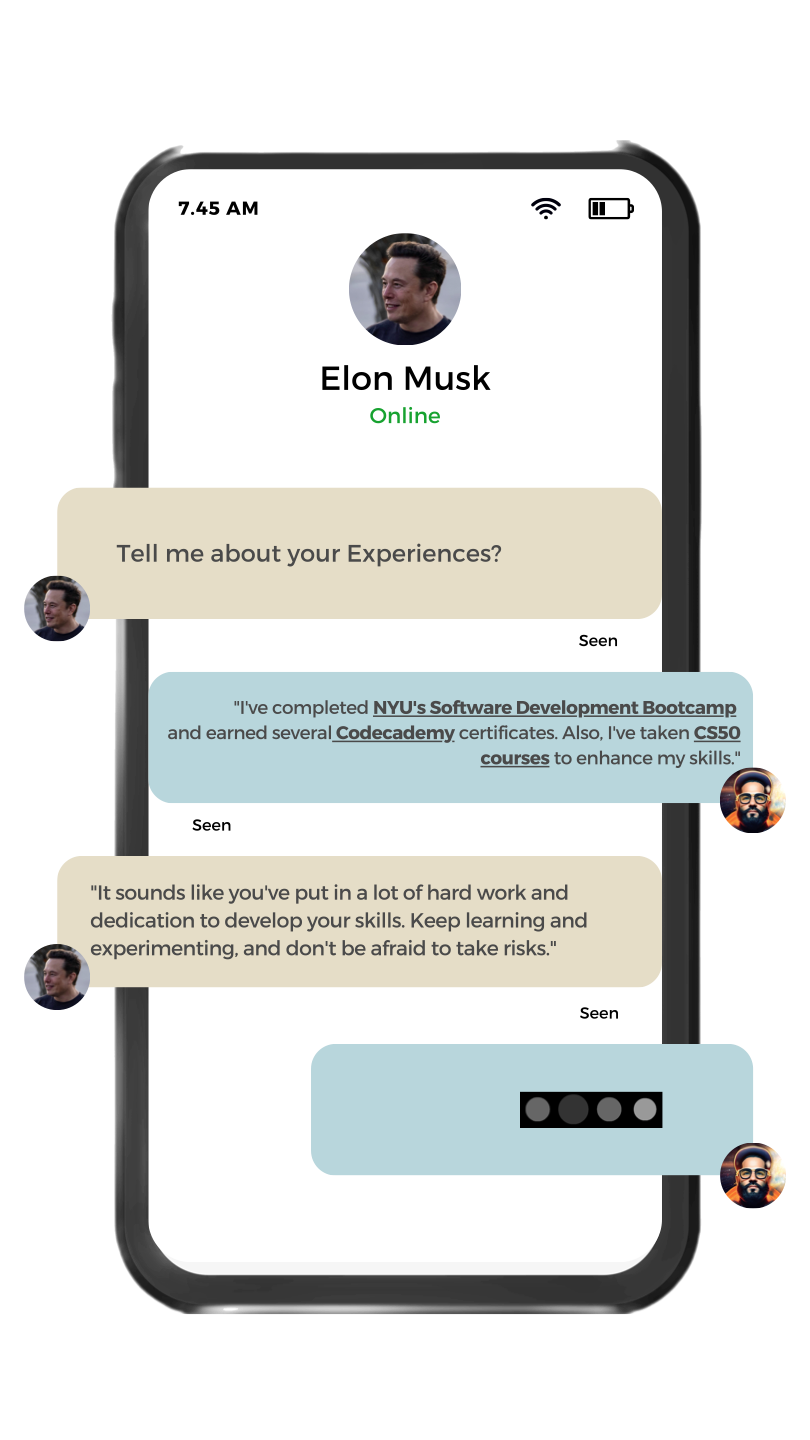 7.45 AM
Elon Musk
Online
Tell me about your Experiences?
Seen
"I've completed NYU's Software Development Bootcamp
and earned several Codecademy certificates. Also, I've taken CS50
courses to enhance my skills."
Seen
"It sounds like you've put in a lot of hard work and
dedication to develop your skills. Keep learning and
experimenting, and don't be afraid to take risks."
Seen